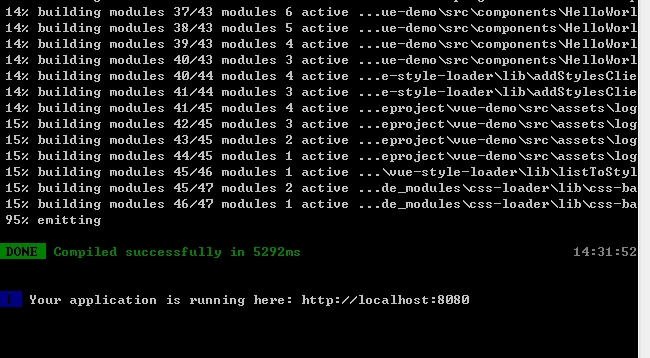 14% building modules 37/43 modules 6 active ...ue-demo\src\components\HelloWorl
14% building modules 38/43 modules 5 active ...ue-demo\src\components\HelloWorl
14% building modules 39/43 modules 4 active ...ue-demo\src\components\HelloWorl
14% building modules 40/43 modules 3 active ...ue-demo\src\components\HelloWorl
14% building modules 40/44 modules 4 active ...e-style-loader\lib\addStylesClie
14% building modules 41/44 modules 3 active ...e-style-loader\lib\addStylesClie
14% building modules 41/45 modules 4 active ...eproject\vue-demo\src\assets\log
15% building modules 42/45 modules 3 active ...eproject\vue-demo\src\assets\log
15% building modules 43/45 modules 2 active ...eproject\vue-demo\src\assets\log
15% building modules 44/45 modules 1 active ...eproject\vue-demo\src\assets\log
15% building modules 45/46 modules 1 active ...\vue-style-loader\lib\listToStyl
15% building modules 45/47 modules 2 active ...de_modules\css-loader\lib\css-ba
15% building modules 46/47 modules 1 active ...de_modules\css-loader\lib\css-ba
95% emitting
DONE Compiled successfully in 5292ms 14:31:52
I Your application is running here: http://localhost:8080